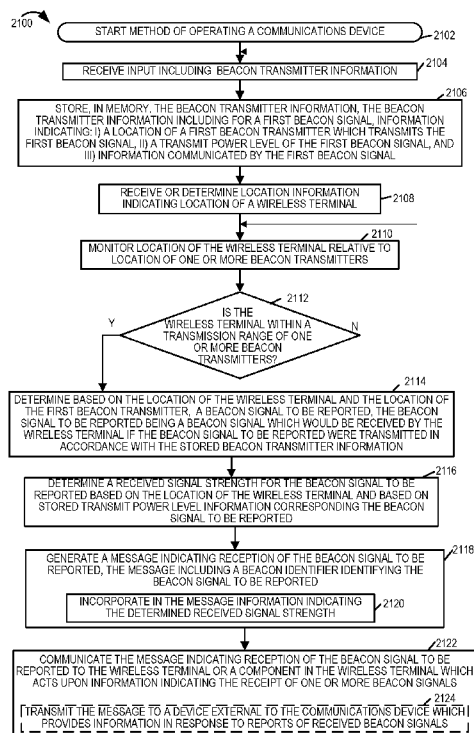 2100
START METHOD OF OPERATING A COMMUNICATIONS DEVICE
2102
2104
RECEIVE INPUT INCLUDING BEACON TRANSMITTER INFORMATION
2106
STORE, IN MEMORY, THE BEACON TRANSMITTER INFORMATION, THE BEACON
TRANSMITTER INFORMATION INCLUDING FOR A FIRST BEACON SIGNAL, INFORMATION
INDICATING: I) A LOCATION OF A FIRST BEACON TRANSMITTER WHICH TRANSMITS THE
FIRST BEACON SIGNAL, II) A TRANSMIT POWER LEVEL OF THE FIRST BEACON SIGNAL, AND
III) INFORMATION COMMUNICATED BY THE FIRST BEACON SIGNAL
RECEIVE OR DETERMINE LOCATION INFORMATION
INDICATING LOCATION OF A WIRELESS TERMINAL
2108
2110
MONITOR LOCATION OF THE WIRELESS TERMINAL RELATIVE TO
LOCATION OF ONE OR MORE BEACON TRANSMITTERS
2112
IS THE
WIRELESS TERMINAL WITHIN A
TRANSMISSION RANGE OF ONE
OR MORE BEACON
TRANSMITTERS?
Y
N
2114
DETERMINE BASED ON THE LOCATION OF THE WIRELESS TERMINAL AND THE LOCATION OF
THE FIRST BEACON TRANSMITTER, A BEACON SIGNAL TO BE REPORTED, THE BEACON
SIGNAL TO BE REPORTED BEING A BEACON SIGNAL WHICH WOULD BE RECEIVED BY THE
WIRELESS TERMINAL IF THE BEACON SIGNAL TO BE REPORTED WERE TRANSMITTED IN
ACCORDANCE WITH THE STORED BEACON TRANSMITTER INFORMATION
2116
DETERMINE A RECEIVED SIGNAL STRENGTH FOR THE BEACON SIGNAL TO BE
REPORTED BASED ON THE LOCATION OF THE WIRELESS TERMINAL AND BASED ON
STORED TRANSMIT POWER LEVEL INFORMATION CORRESPONDING THE BEACON
SIGNAL TO BE REPORTED
2118
GENERATE A MESSAGE INDICATING RECEPTION OF THE BEACON SIGNAL TO BE
REPORTED, THE MESSAGE INCLUDING A BEACON IDENTIFIER IDENTIFYING THE
BEACON SIGNAL TO BE REPORTED
INCORPORATE IN THE MESSAGE INFORMATION INDICATING
THE DETERMINED RECEIVED SIGNAL STRENGTH
2120
2122
COMMUNICATE THE MESSAGE INDICATING RECEPTION OF THE BEACON SIGNAL TO BE
REPORTED TO THE WIRELESS TERMINAL OR A COMPONENT IN THE WIRELESS TERMINAL WHICH
ACTS UPON INFORMATION INDICATING THE RECEIPT OF ONE OR MORE BEACON SIGNALS
2124
TRANSMIT THE MESSAGE TO A DEVICE EXTERNAL TO THE COMMUNICATIONS DEVICE WHICH
PROVIDES INFORMATION IN RESPONSE TO REPORTS OF RECEIVED BEACON SIGNALS